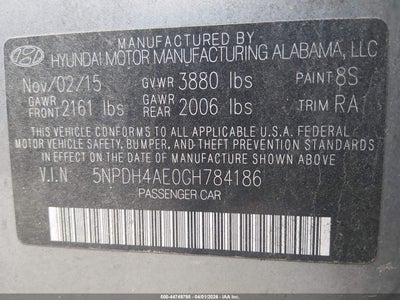 MANUFACTURED BY
HYUNDAI MOTOR MANUFACTURING ALABAMA, LLC
Nov/02/15 GVWR 3880 lbs PAINT 8S
GAWR FRONT 2161 lbs GAWR REAR 2006 lbs TRIM RA
THIS VEHICLE CONFORMS TO ALL APPLICABLE U.S.A. FEDERAL
MOTOR VEHICLE SAFETY, BUMPER, AND THEFT PREVENTION STANDARDS
IN EFFECT ON THE DATE OF MANUFACTURE SHOWN ABOVE.
V.I.N 5NPDH4AE0GH784186
PASSENGER CAR